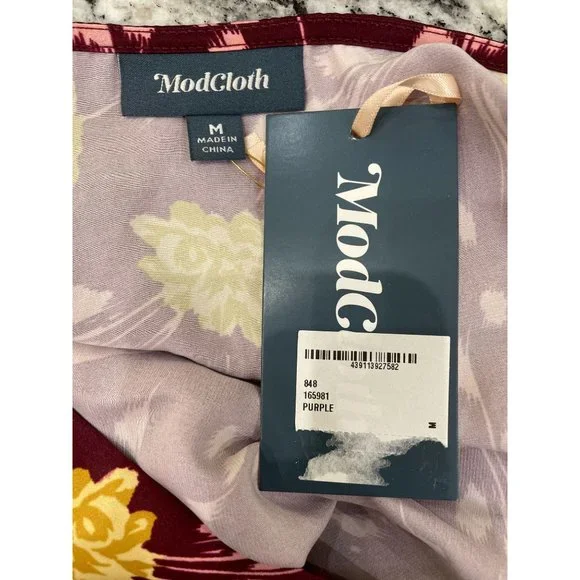 ModCloth
M
MADE IN
CHINA
ModC
439113927582
848
165981
PURPLE
M